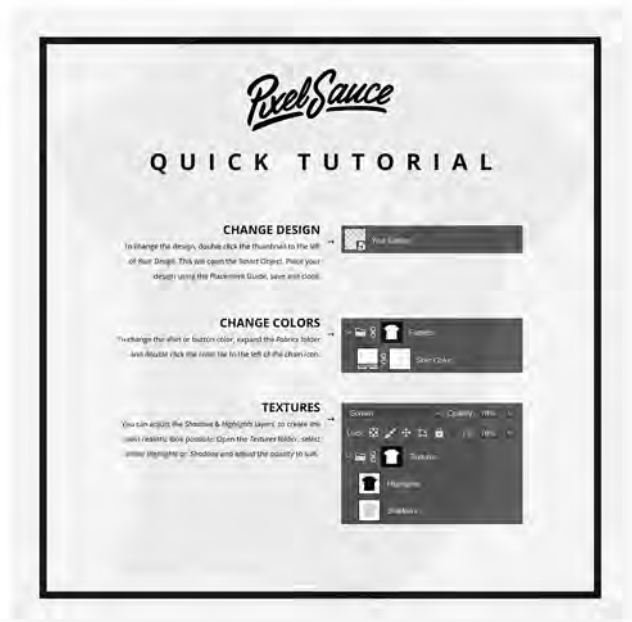 PixelSauce
QUICK TUTORIAL
CHANGE DESIGN
To change the design, double click the thumbnail to the left
of Your Design. This will open the Smart Object. Place your
design using the Placement Guide, save and close.
Your Design
CHANGE COLORS
To change the shirt or button color, expand the Fabrics folder
and double click the color tile to the left of the chain icon.
Fabrics
Shirt Color
TEXTURES
You can adjust the Shadow & Highlights layers, to create the
most realistic look possible. Open the Textures folder, select
either Highlights or Shadows and adjust the opacity to suit.
Screen
Opacity: 70%
Lock:
Textures
Highlights
Shadows